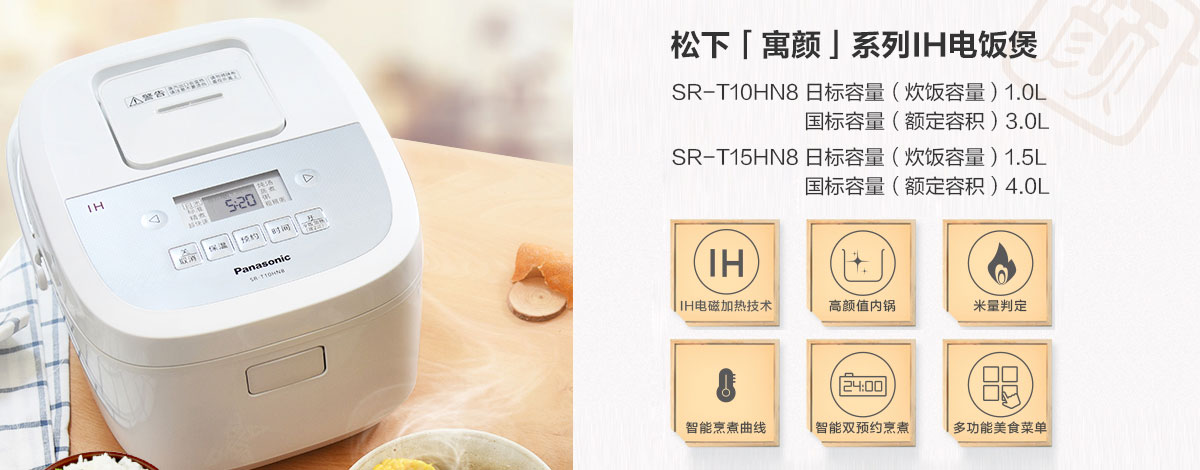 警告
IH
5:20
关
取消
保温
预约
时间
Panasonic
SR-T10HN8
松下「寓颜」系列IH电饭煲
SR-T10HN8 日标容量（炊饭容量）1.0L
国标容量（额定容积）3.0L
SR-T15HN8 日标容量（炊饭容量）1.5L
国标容量（额定容积）4.0L
颜
IH
IH电磁加热技术
高颜值内锅
米量判定
智能烹煮曲线
24:00
智能双预约烹煮
多功能美食菜单